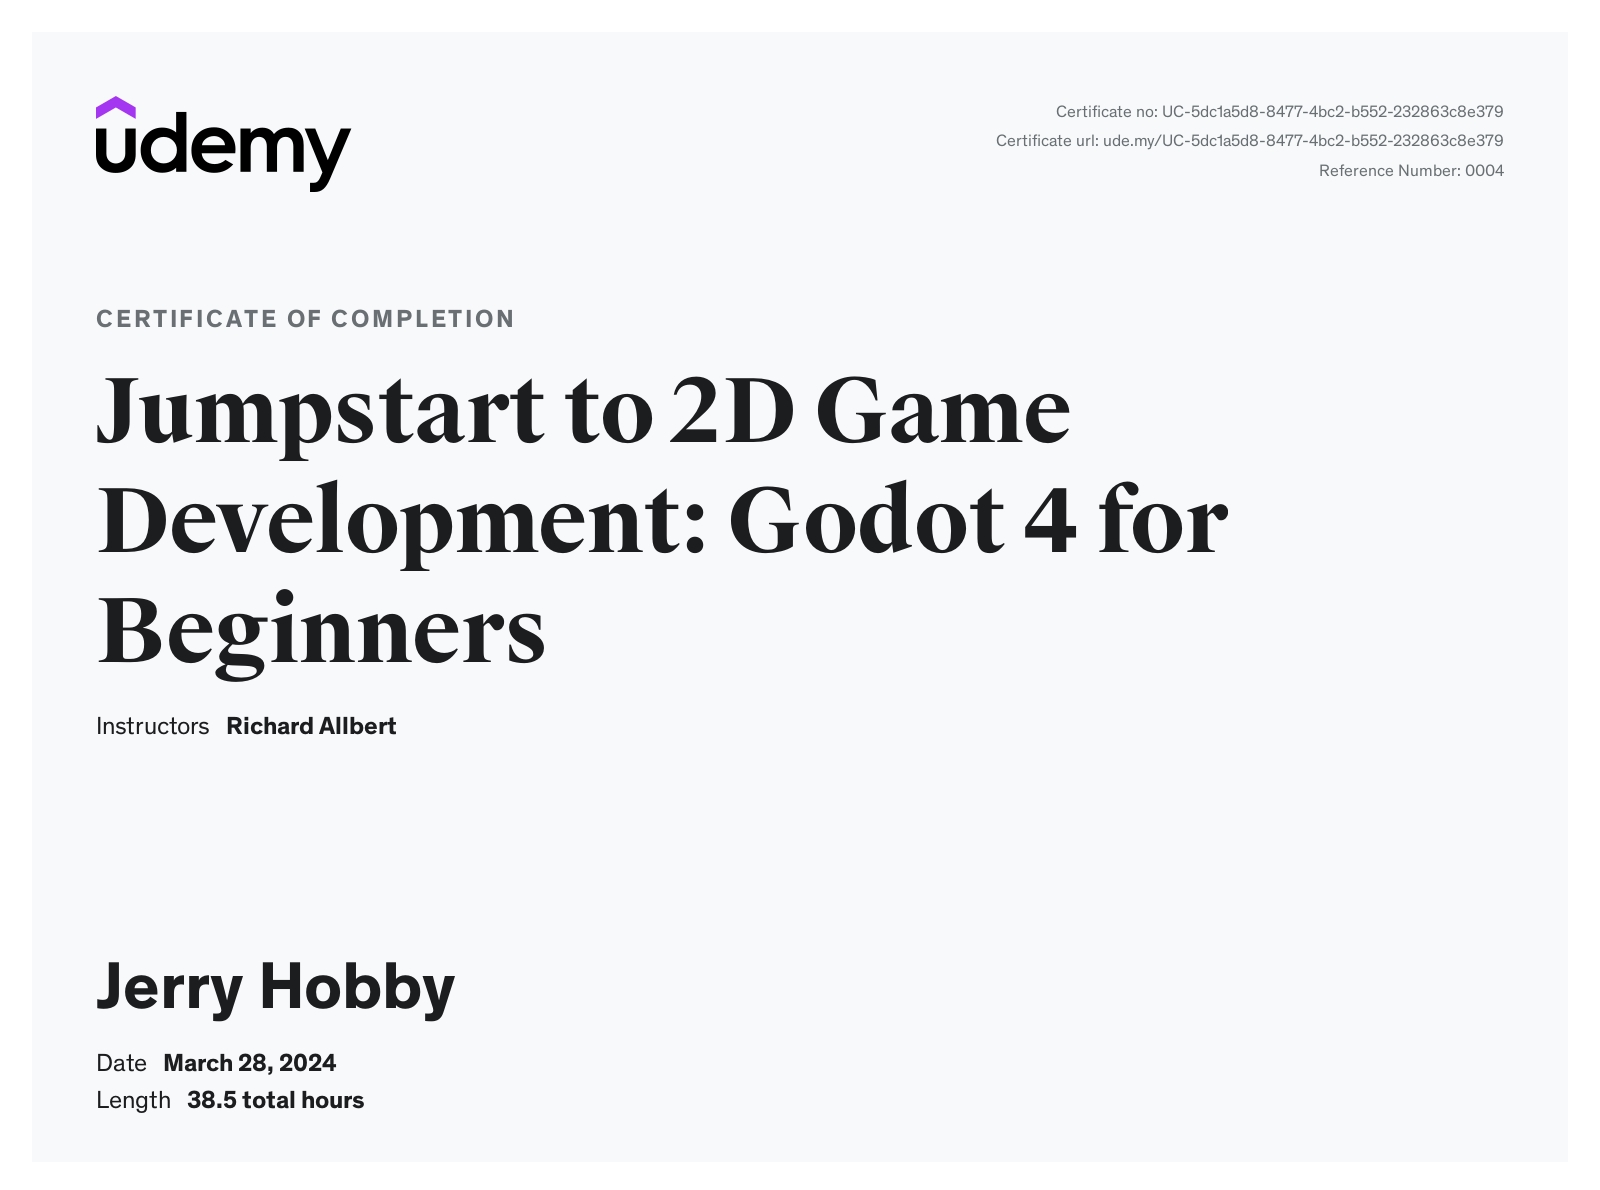 udemy
Certificate no: UC-5dc1a5d8-8477-4bc2-b552-232863c8e379
Certificate url: ude.my/UC-5dc1a5d8-8477-4bc2-b552-232863c8e379
Reference Number: 0004
CERTIFICATE OF COMPLETION
Jumpstart to 2D Game
Development: Godot 4 for
Beginners
Instructors Richard Allbert
Jerry Hobby
Date March 28, 2024
Length 38.5 total hours